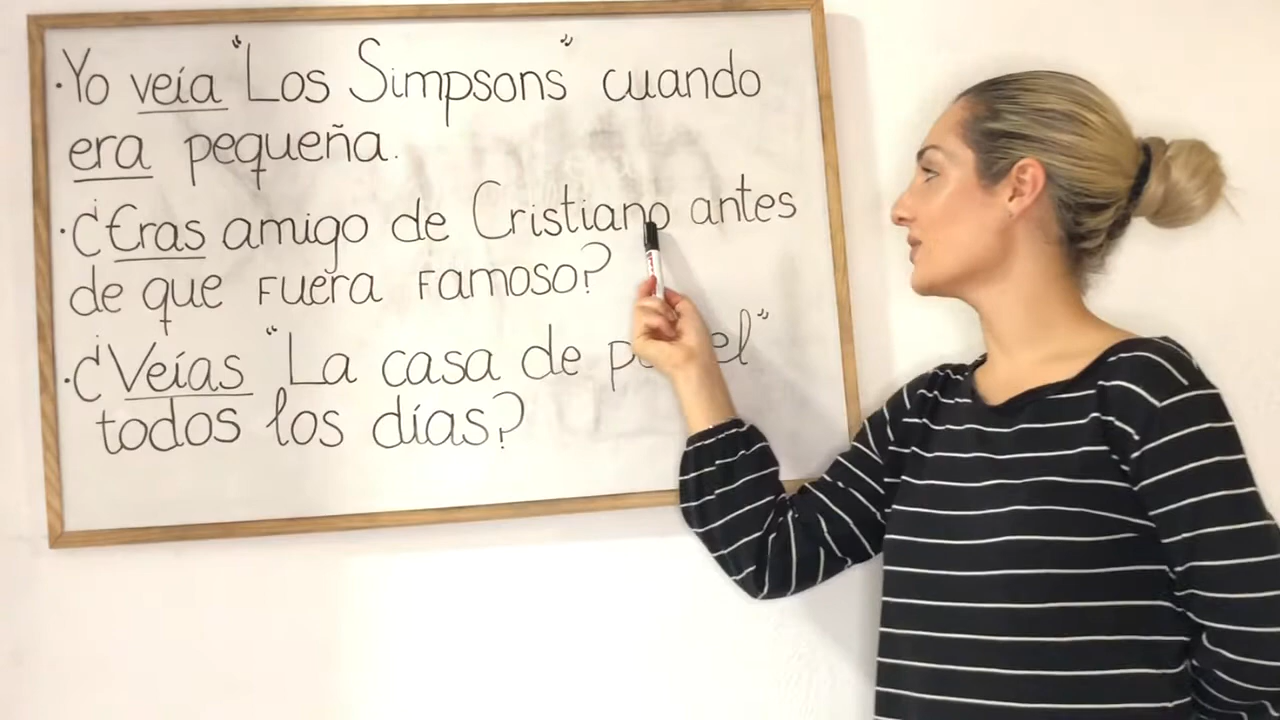 · Yo veía "Los Simpsons" cuando
era pequeña.
· ¿Eras amigo de Cristiano antes
de que fuera famoso?
· ¿Veías "La casa de
todos los días?